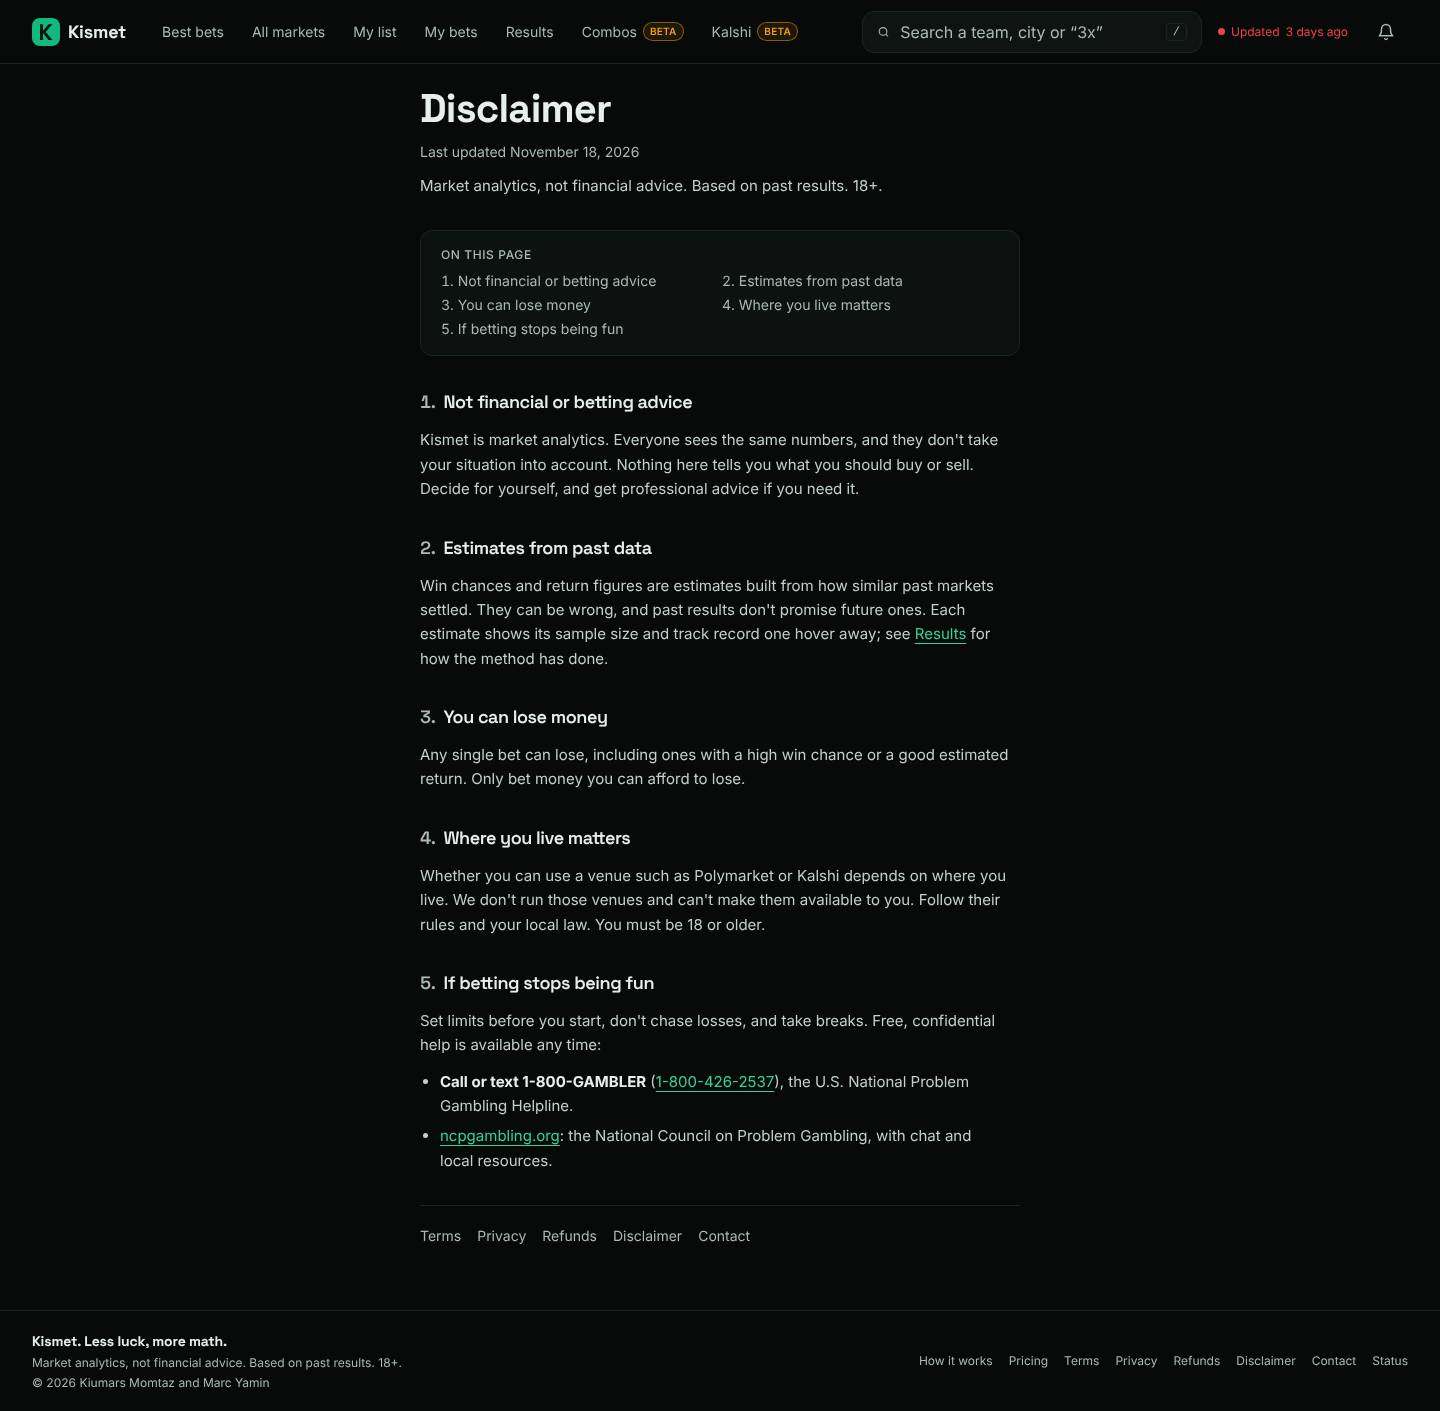 K Kismet Best bets All markets My list My bets Results Combos BETA Kalshi BETA Search a team, city or “3x” / Updated 3 days ago
Disclaimer
Last updated November 18, 2026
Market analytics, not financial advice. Based on past results. 18+.
ON THIS PAGE
1. Not financial or betting advice 2. Estimates from past data
3. You can lose money 4. Where you live matters
5. If betting stops being fun
1. Not financial or betting advice
Kismet is market analytics. Everyone sees the same numbers, and they don't take
your situation into account. Nothing here tells you what you should buy or sell.
Decide for yourself, and get professional advice if you need it.
2. Estimates from past data
Win chances and return figures are estimates built from how similar past markets
settled. They can be wrong, and past results don't promise future ones. Each
estimate shows its sample size and track record one hover away; see Results for
how the method has done.
3. You can lose money
Any single bet can lose, including ones with a high win chance or a good estimated
return. Only bet money you can afford to lose.
4. Where you live matters
Whether you can use a venue such as Polymarket or Kalshi depends on where you
live. We don't run those venues and can't make them available to you. Follow their
rules and your local law. You must be 18 or older.
5. If betting stops being fun
Set limits before you start, don't chase losses, and take breaks. Free, confidential
help is available any time:
• Call or text 1-800-GAMBLER (1-800-426-2537), the U.S. National Problem
Gambling Helpline.
• ncpgambling.org: the National Council on Problem Gambling, with chat and
local resources.
Terms Privacy Refunds Disclaimer Contact
Kismet. Less luck, more math.
Market analytics, not financial advice. Based on past results. 18+.
© 2026 Kiumars Momtaz and Marc Yamin
How it works Pricing Terms Privacy Refunds Disclaimer Contact Status